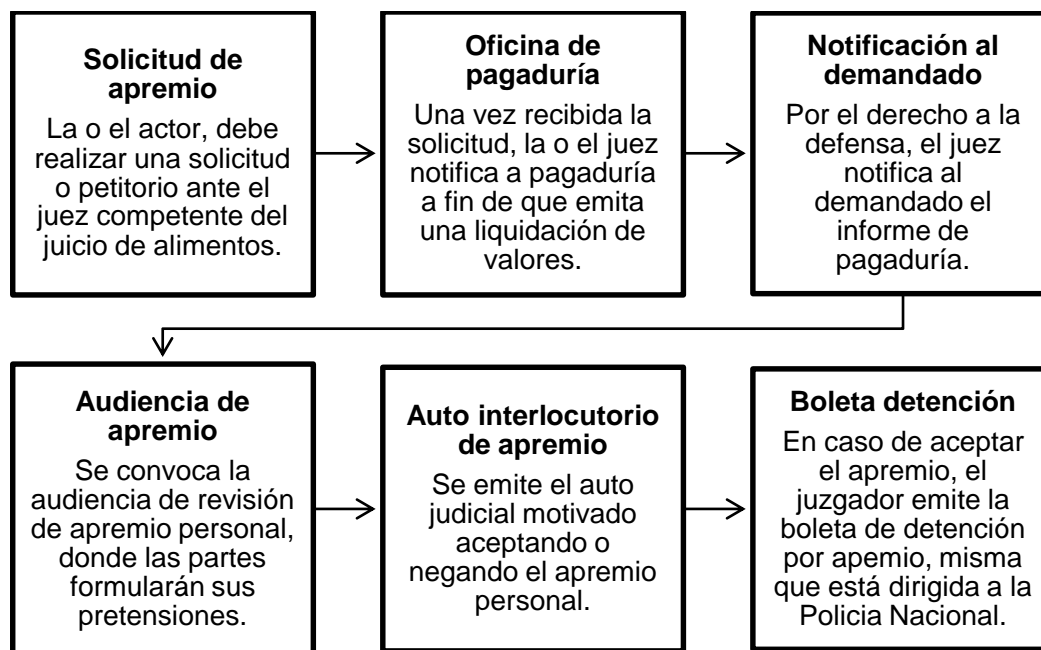 Solicitud de
apremio
La o el actor, debe
realizar una solicitud
o petitorio ante el
juez competente del
juicio de alimentos.
Oficina de
pagaduría
Una vez recibida la
solicitud, la o el juez
notifica a pagaduría
a fin de que emita
una liquidación de
valores.
Notificación al
demandado
Por el derecho a la
defensa, el juez
notifica al
demandado el
informe de
pagaduría.
Audiencia de
apremio
Se convoca la
audiencia de revisión
de apremio personal,
donde las partes
formularán sus
pretensiones.
Auto interlocutorio
de apremio
Se emite el auto
judicial motivado
aceptando o
negando el apremio
personal.
Boleta detención
En caso de aceptar
el apremio, el
juzgador emite la
boleta de detención
por apemio, misma
que está dirigida a la
Policia Nacional.